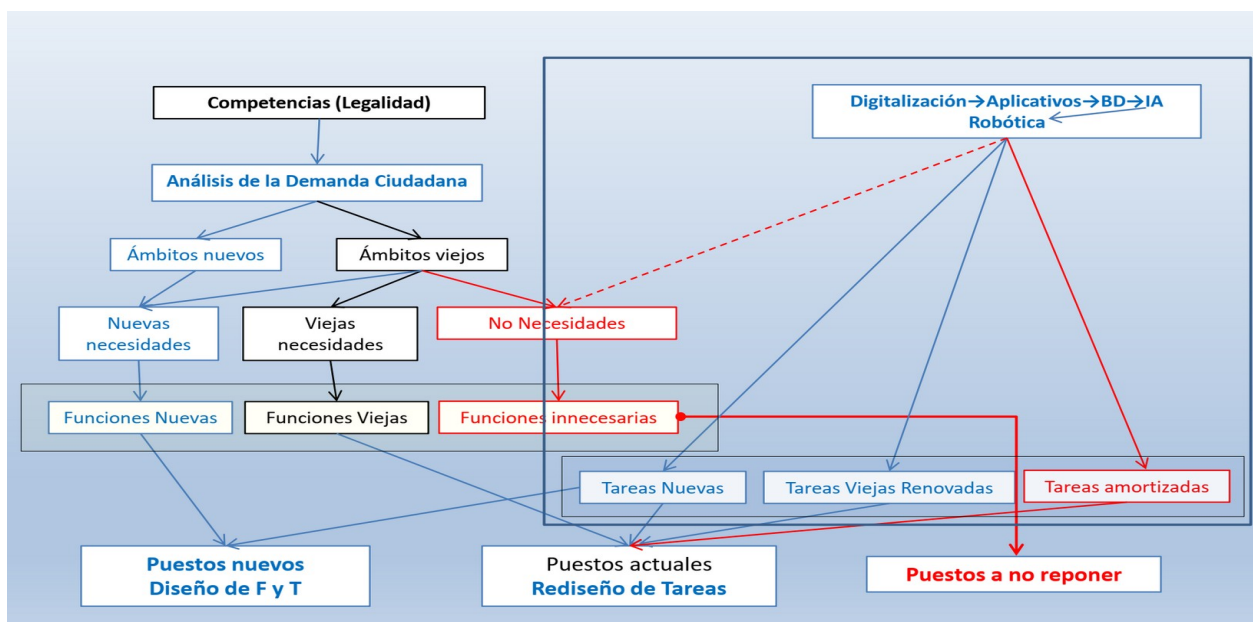 Competencias (Legalidad)
Digitalización→Aplicativos→BD→IA
Robótica
Análisis de la Demanda Ciudadana
Ámbitos nuevos
Ámbitos viejos
Nuevas
necesidades
Viejas
necesidades
No Necesidades
Funciones Nuevas
Funciones Viejas
Funciones innecesarias
Tareas Nuevas
Tareas Viejas Renovadas
Tareas amortizadas
Puestos nuevos
Diseño de F y T
Puestos actuales
Rediseño de Tareas
Puestos a no reponer